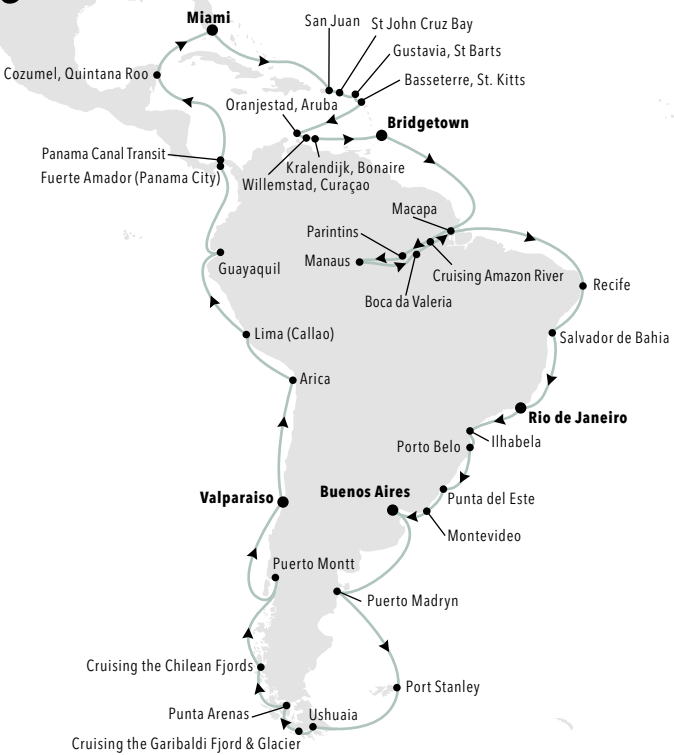 Miami
San Juan
St John Cruz Bay
Gustavia, St Barts
Cozumel, Quintana Roo
Basseterre, St. Kitts
Oranjestad, Aruba
Bridgetown
Panama Canal Transit
Kralendijk, Bonaire
Fuerte Amador (Panama City)
Willemstad, Curaçao
Macapa
Parintins
Manaus
Guayaquil
Cruising Amazon River
Recife
Boca da Valeria
Lima (Callao)
Salvador de Bahia
Arica
Rio de Janeiro
Ilhabela
Porto Belo
Buenos Aires
Valparaiso
Punta del Este
Montevideo
Puerto Montt
Puerto Madryn
Cruising the Chilean Fjords
Port Stanley
Punta Arenas
Ushuaia
Cruising the Garibaldi Fjord & Glacier